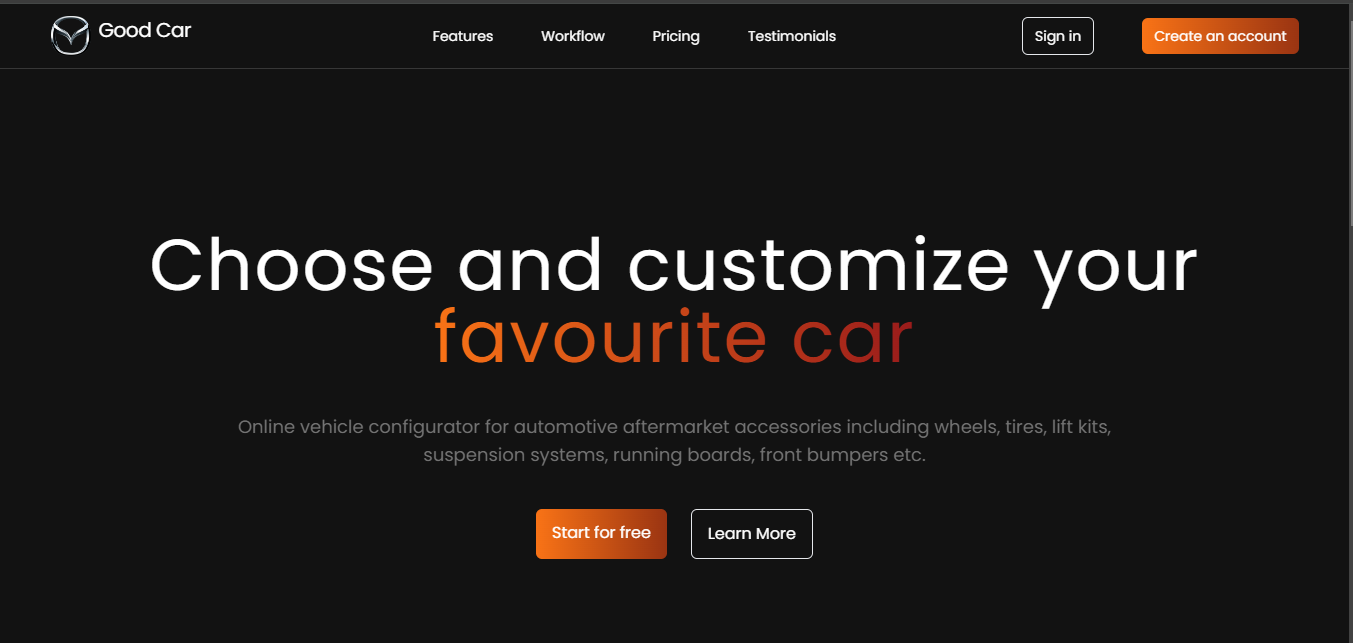 Good Car
Features
Workflow
Pricing
Testimonials
Sign in
Create an account
Choose and customize your
favourite car
Online vehicle configurator for automotive aftermarket accessories including wheels, tires, lift kits,
suspension systems, running boards, front bumpers etc.
Start for free
Learn More